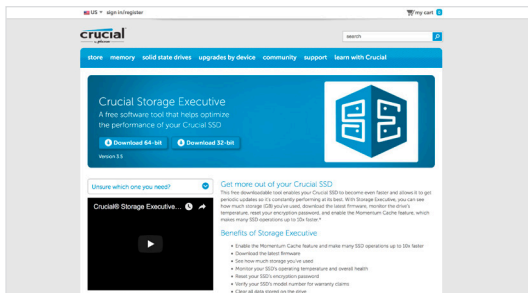 US sign in/register
my cart 0
crucial
search
store memory solid state drives upgrades by device community support learn with Crucial
Crucial Storage Executive
A free software tool that helps optimize
the performance of your Crucial SSD
Download 64-bit Download 32-bit
Version 3.5
Unsure which one you need?
Crucial® Storage Executive...
Get more out of your Crucial SSD
This free downloadable tool enables your Crucial SSD to become even faster and allows it to get
periodic updates so it's constantly performing at its best. With Storage Executive, you can see
how much storage (GB) you've used, download the latest firmware, monitor the drive's
temperature, reset your encryption password, and enable the Momentum Cache feature, which
makes many SSD operations up to 10x faster.*
Benefits of Storage Executive
• Enable the Momentum Cache feature and make many SSD operations up to 10x faster
• Download the latest firmware
• See how much storage you've used
• Monitor your SSD's operating temperature and overall health
• Reset your SSD's encryption password
• Verify your SSD's model number for warranty claims
• Clear all data stored on the drive